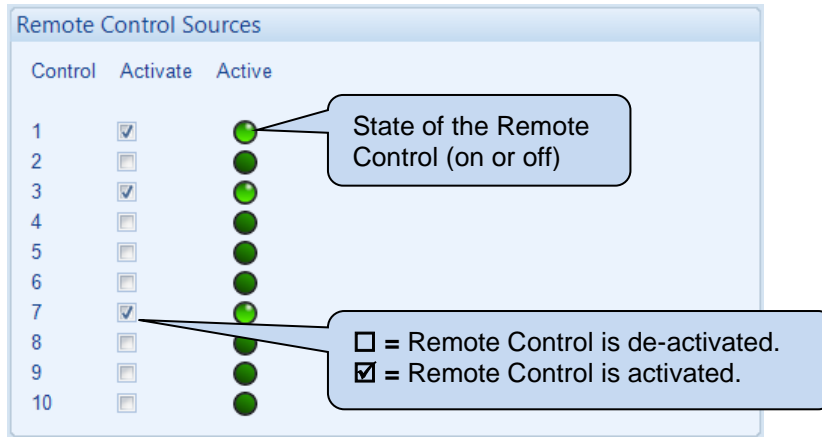 Remote Control Sources
Control Activate Active
1
State of the Remote
Control (on or off)
2
3
4
5
6
7
☐ = Remote Control is de-activated.
☑ = Remote Control is activated.
8
9
10